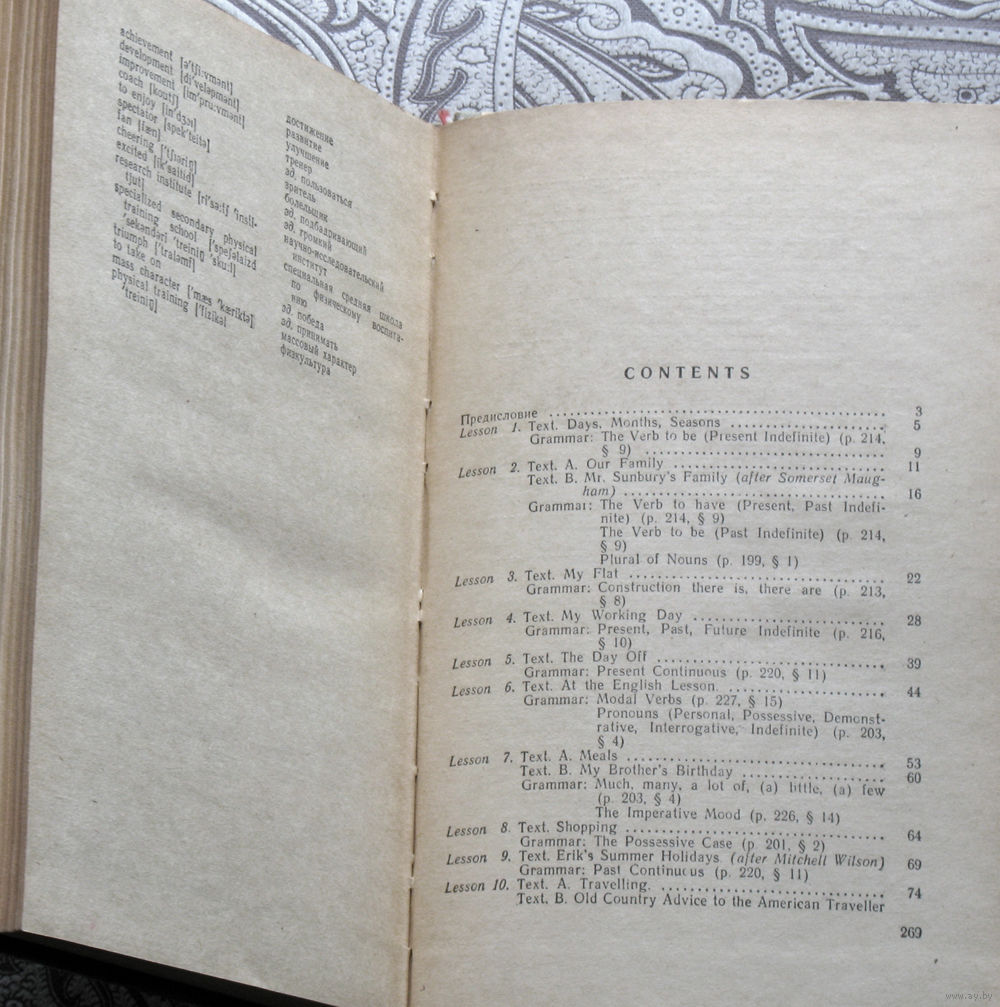 achievement [ə'tʃi:vmənt]
development [di'veləpmənt]
improvement [im'pru:vmənt]
coach [koutʃ]
to enjoy [in'dʒɔi]
spectator [spek'teitə]
fan [fæn]
cheering ['tʃiəriŋ]
excited [ik'saitid]
research institute [ri'sə:tʃ 'insti-
tjut]
specialized secondary physical
training school ['speʃəlaizd
'sekəndəri 'treiniŋ 'sku:l]
triumph ['traiəmf]
to take on
mass character ['mæs 'kæriktə]
physical training ['fizikəl
'treiniŋ]
достижение
развитие
улучшение
тренер
зд. пользоваться
зритель
болельщик
зд. подбадривающий
зд. громкий
научно-исследовательский
институт
специальная средняя школа
по физическому воспита-
нию
зд. победа
зд. принимать
массовый характер
физкультура
CONTENTS
Предисловие 3
Lesson 1. Text. Days, Months, Seasons 5
Grammar: The Verb to be (Present Indefinite) (p. 214,
§ 9) 9
Lesson 2. Text. A. Our Family 11
Text. B. Mr. Sunbury's Family (after Somerset Maug-
ham) 16
Grammar: The Verb to have (Present, Past Indefi-
nite) (p. 214, § 9)
The Verb to be (Past Indefinite) (p. 214,
§ 9)
Plural of Nouns (p. 199, § 1)
Lesson 3. Text. My Flat 22
Grammar: Construction there is, there are (p. 213,
§ 8)
Lesson 4. Text. My Working Day 28
Grammar: Present, Past, Future Indefinite (p. 216,
§ 10)
Lesson 5. Text. The Day Off 39
Grammar: Present Continuous (p. 220, § 11)
Lesson 6. Text. At the English Lesson. 44
Grammar: Modal Verbs (p. 227, § 15)
Pronouns (Personal, Possessive, Demonst-
rative, Interrogative, Indefinite) (p. 203,
§ 4)
Lesson 7. Text. A. Meals 53
Text. B. My Brother's Birthday 60
Grammar: Much, many, a lot of, (a) little, (a) few
(p. 203, § 4)
The Imperative Mood (p. 226, § 14)
Lesson 8. Text. Shopping 64
Grammar: The Possessive Case (p. 201, § 2)
Lesson 9. Text. Erik's Summer Holidays (after Mitchell Wilson) 69
Grammar: Past Continuous (p. 220, § 11)
Lesson 10. Text. A. Travelling. 74
Text. B. Old Country Advice to the American Traveller
269
www.ay.by